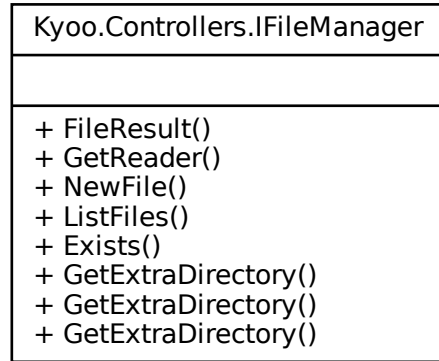 Kyoo.Controllers.IFileManager
+ FileResult()
+ GetReader()
+ NewFile()
+ ListFiles()
+ Exists()
+ GetExtraDirectory()
+ GetExtraDirectory()
+ GetExtraDirectory()